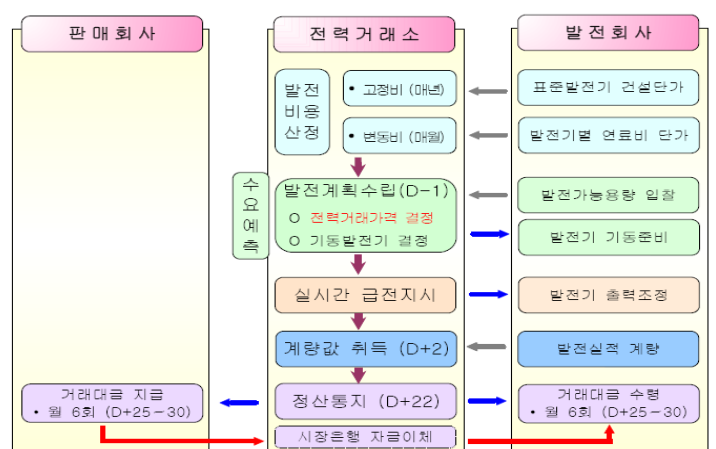 판매회사
전력거래소
발전회사
발전
비용
산정
• 고정비 (매년)
• 변동비 (매월)
표준발전기 건설단가
발전기별 연료비 단가
수
요
예
측
발전계획수립(D-1)
○ 전력거래가격 결정
○ 기동발전기 결정
발전가능용량 입찰
발전기 기동준비
실시간 급전지시
발전기 출력조정
계량값 취득 (D+2)
발전실적 계량
거래대금 지급
• 월 6회 (D+25~30)
정산통지 (D+22)
거래대금 수령
• 월 6회 (D+25~30)
시장은행 자금이체